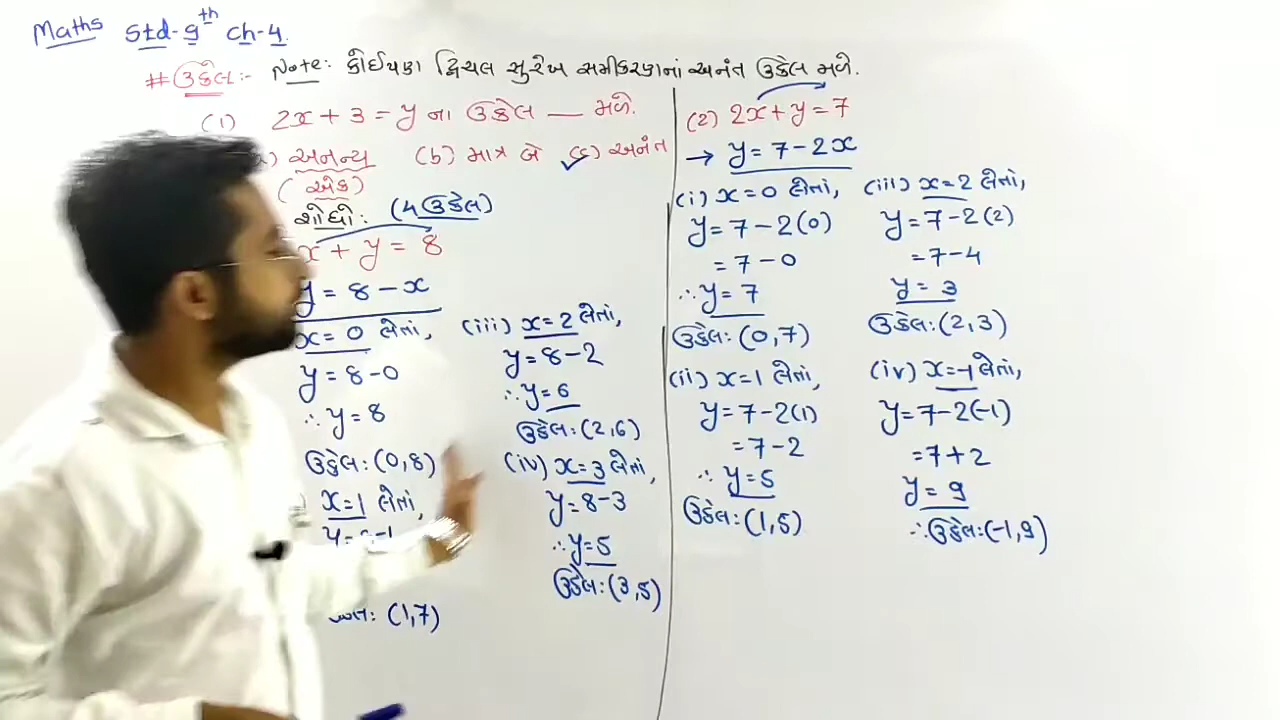 Maths Std-9th ch-4.
# ઉકેલ:- Note: કોઈપણ દ્વિચલ સુરેખ સમીકરણનાં અનંત ઉકેલ મળે.
(1) 2x + 3 = y ના ઉકેલ __ મળે.
અનન્ય (b) માત્ર બે (c) અનંત
(એક)
શોધો: (4 ઉકેલ)
x + y = 8
y = 8 - x
x = 0 લેતાં,
y = 8 - 0
∴ y = 8
ઉકેલ: (0,8)
x = 1 લેતાં,
(1,7)
(iii) x = 2 લેતાં,
y = 8 - 2
∴ y = 6
ઉકેલ: (2,6)
(iv) x = 3 લેતાં,
y = 8 - 3
∴ y = 5
ઉકેલ: (3,5)
(2) 2x + y = 7
→ y = 7 - 2x
(i) x = 0 લેતાં,
y = 7 - 2(0)
= 7 - 0
∴ y = 7
ઉકેલ: (0,7)
(ii) x = 1 લેતાં,
y = 7 - 2(1)
= 7 - 2
∴ y = 5
ઉકેલ: (1,5)
(iii) x = 2 લેતાં,
y = 7 - 2(2)
= 7 - 4
y = 3
ઉકેલ: (2,3)
(iv) x = -1 લેતાં,
y = 7 - 2(-1)
= 7 + 2
y = 9
∴ ઉકેલ: (-1,9)